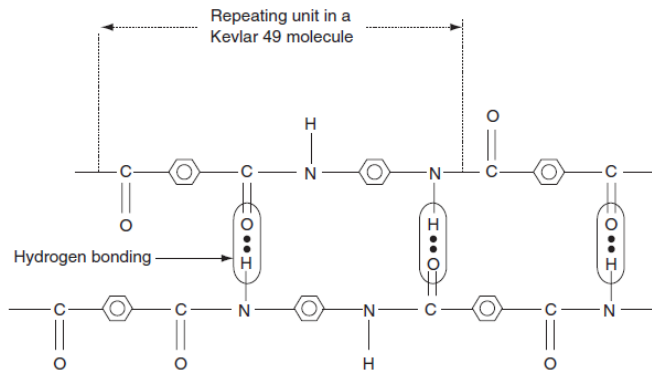 Repeating unit in a
Kevlar 49 molecule
O
H
C C N N C C
O O H O
Hydrogen bonding
H O H
C C N N C C N
O O H O